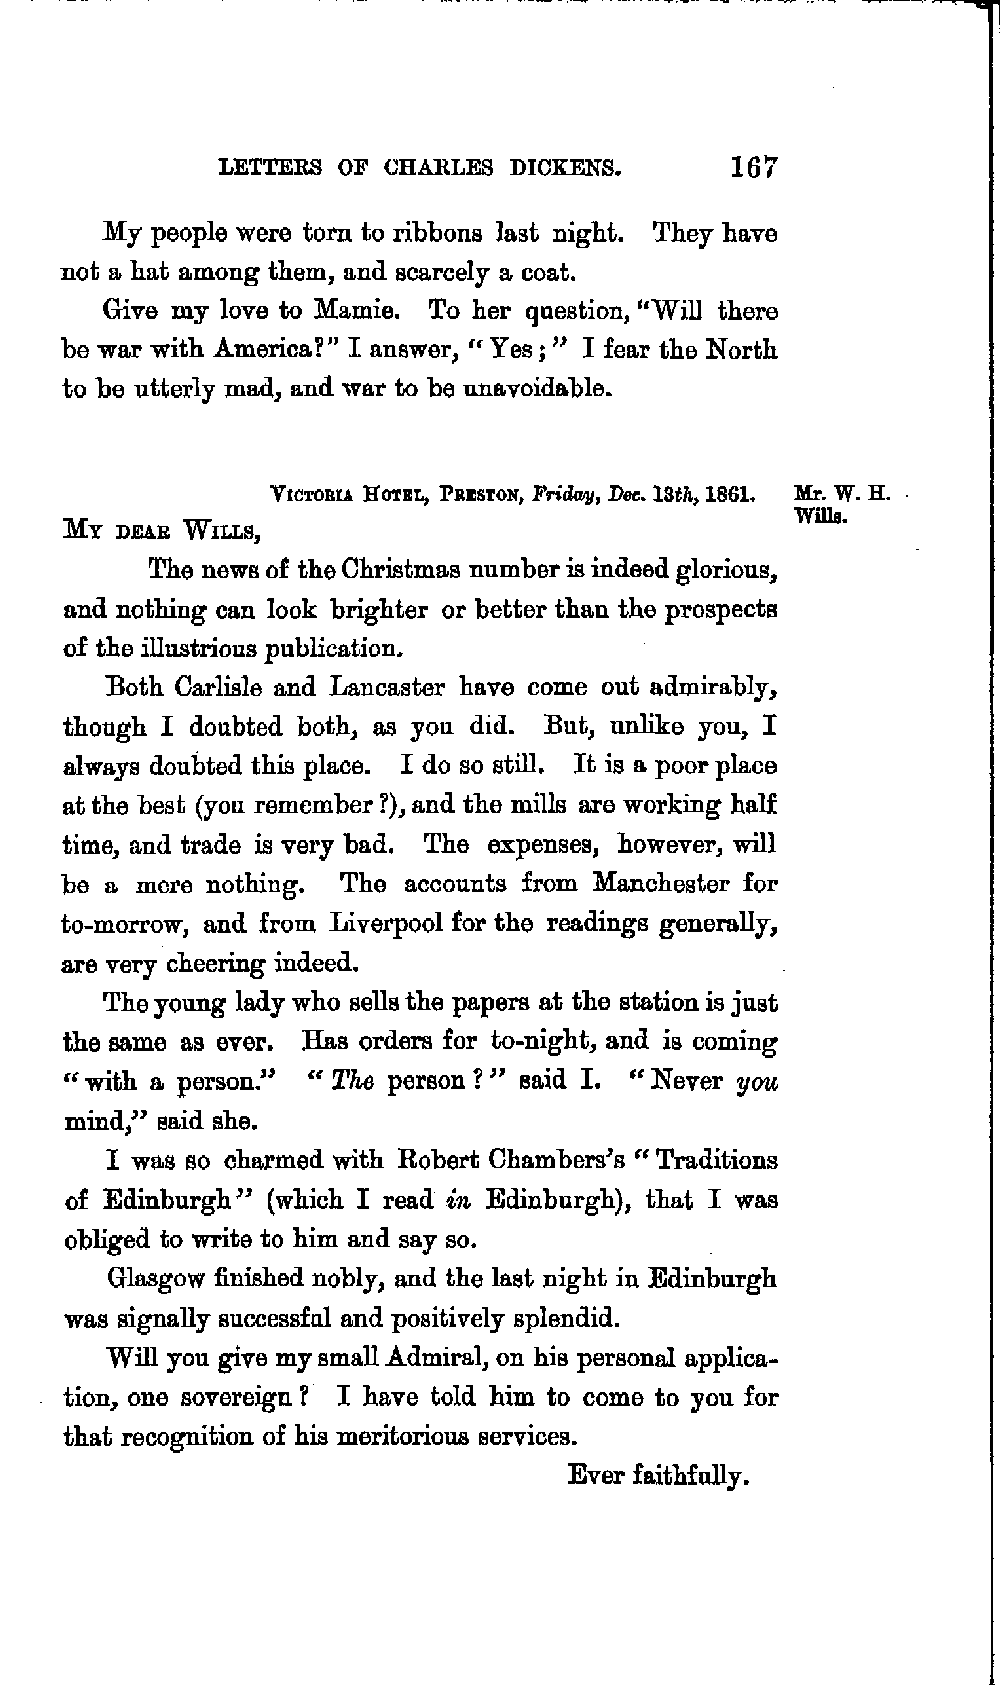 LETTERS OF CHARLES DICKENS. 167
My people were torn to ribbons last night. They have
not a hat among them, and scarcely a coat.
Give my love to Mamie. To her question, "Will there
be war with America?" I answer, "Yes;" I fear the North
to be utterly mad, and war to be unavoidable.
VICTORIA HOTEL, PRESTON, Friday, Dec. 13th, 1861.
Mr. W. H.
Wills.
MY DEAR WILLS,
The news of the Christmas number is indeed glorious,
and nothing can look brighter or better than the prospects
of the illustrious publication.
Both Carlisle and Lancaster have come out admirably,
though I doubted both, as you did. But, unlike you, I
always doubted this place. I do so still. It is a poor place
at the best (you remember?), and the mills are working half
time, and trade is very bad. The expenses, however, will
be a mere nothing. The accounts from Manchester for
to-morrow, and from Liverpool for the readings generally,
are very cheering indeed.
The young lady who sells the papers at the station is just
the same as ever. Has orders for to-night, and is coming
"with a person." "The person?" said I. "Never you
mind," said she.
I was so charmed with Robert Chambers's "Traditions
of Edinburgh" (which I read in Edinburgh), that I was
obliged to write to him and say so.
Glasgow finished nobly, and the last night in Edinburgh
was signally successful and positively splendid.
Will you give my small Admiral, on his personal applica-
tion, one sovereign? I have told him to come to you for
that recognition of his meritorious services.
Ever faithfully.